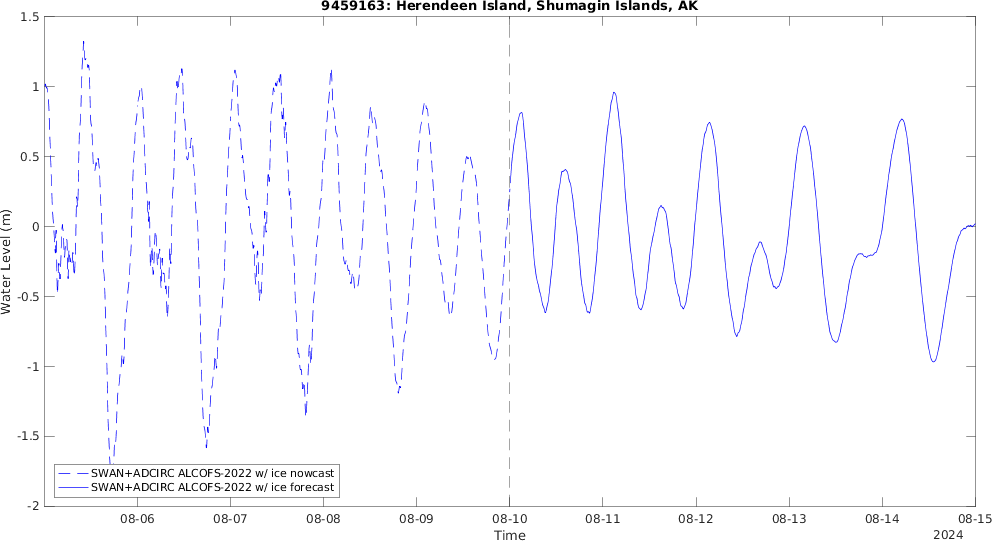 9459163: Herendeen Island, Shumagin Islands, AK
1.5
1
0.5
0
-0.5
-1
-1.5
-2
Water Level (m)
SWAN+ADCIRC ALCOFS-2022 w/ ice nowcast
SWAN+ADCIRC ALCOFS-2022 w/ ice forecast
08-06 08-07 08-08 08-09 08-10 08-11 08-12 08-13 08-14 08-15
Time
2024